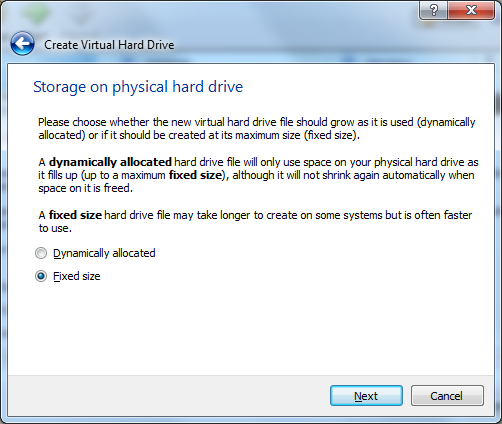 ?
Create Virtual Hard Drive
Storage on physical hard drive
Please choose whether the new virtual hard drive file should grow as it is used (dynamically
allocated) or if it should be created at its maximum size (fixed size).
A dynamically allocated hard drive file will only use space on your physical hard drive as
it fills up (up to a maximum fixed size), although it will not shrink again automatically when
space on it is freed.
A fixed size hard drive file may take longer to create on some systems but is often faster
to use.
Dynamically allocated
Fixed size
Next
Cancel